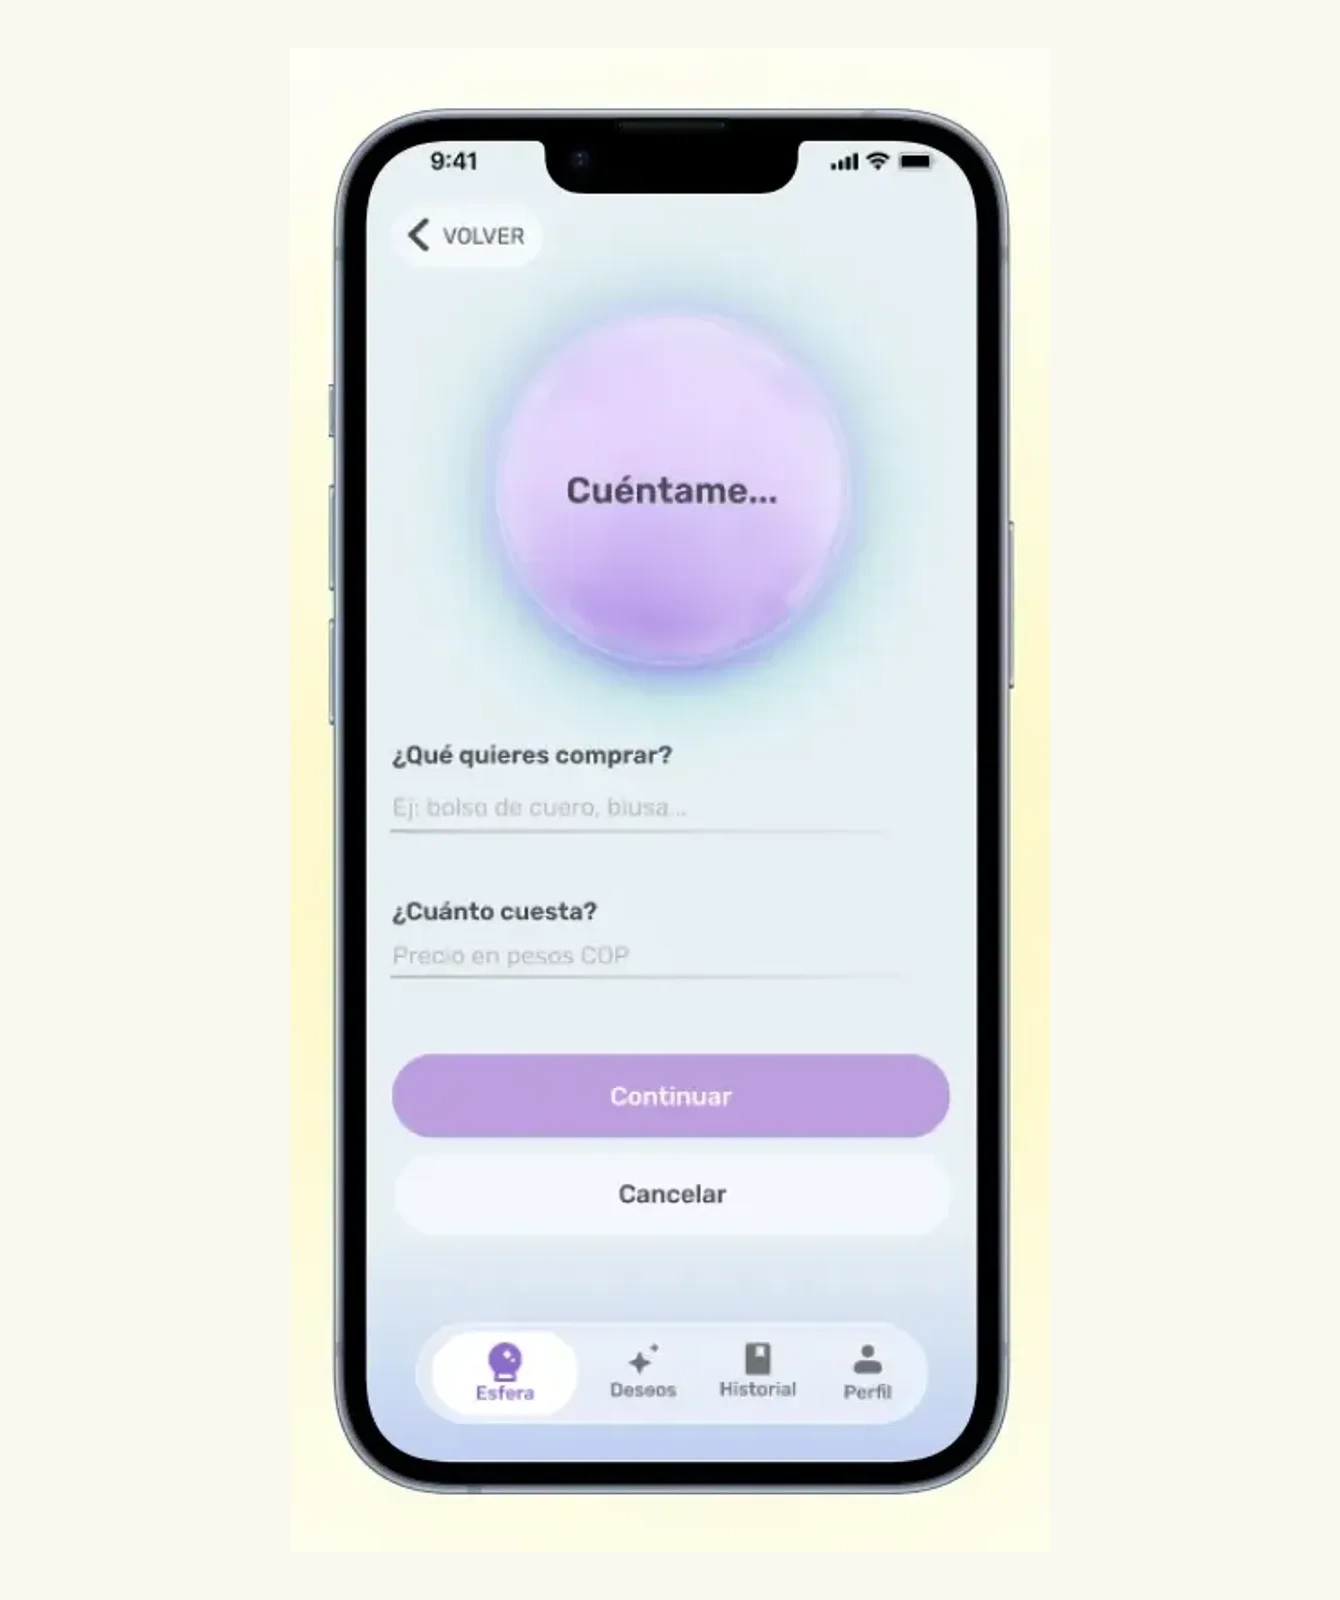 9:41
VOLVER
Cuéntame...
¿Qué quieres comprar?
Ej: bolso de cuero, blusa...
¿Cuánto cuesta?
Precio en pesos COP
Continuar
Cancelar
Esfera
Deseos
Historial
Perfil